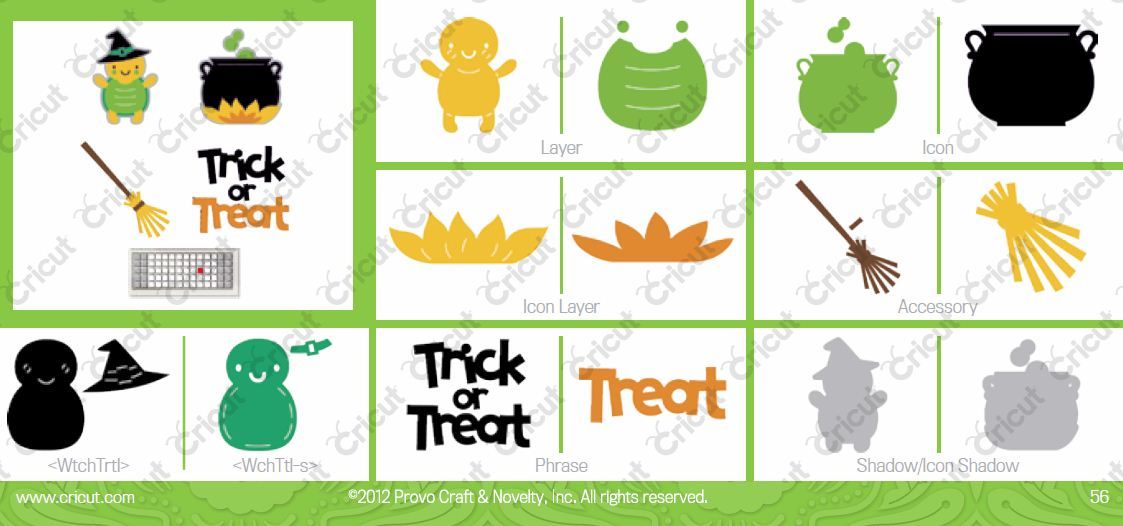 Trick
or
Treat
Layer
Icon
Icon Layer
Accessory
Trick
or
Treat
Treat
<WtchTrtl>
<WchTtl-s>
Phrase
Shadow/Icon Shadow
www.cricut.com
©2012 Provo Craft & Novelty, Inc. All rights reserved.
56
Cricut